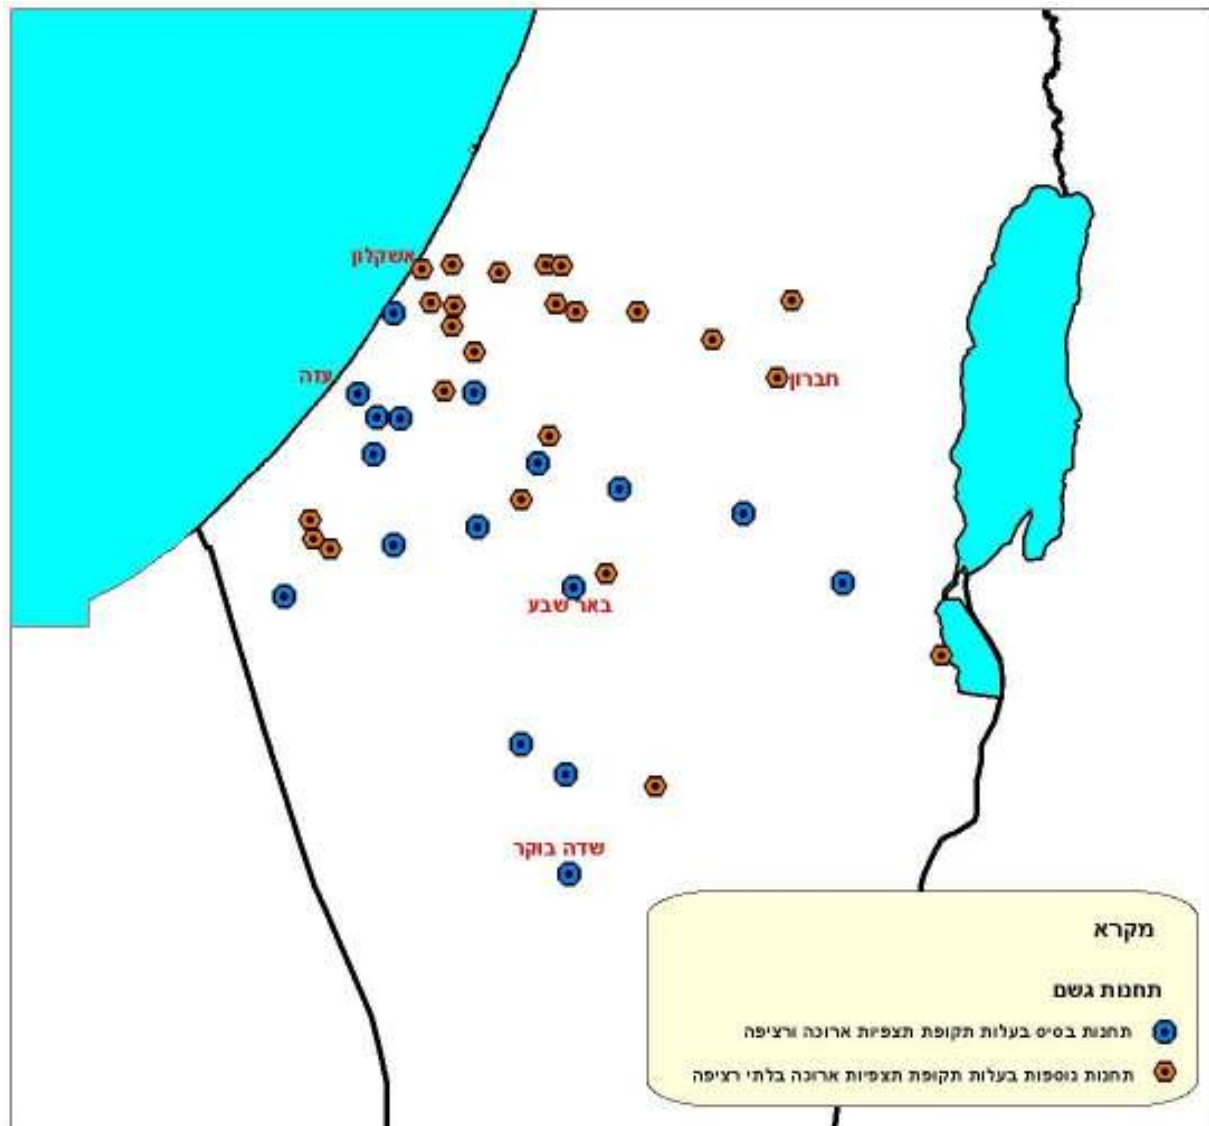 אשקלון
עזה
חברון
באר שבע
שדה בוקר
מקרא
תחנות גשם
תחנות בסיס בעלות תקופת תצפיות ארוכה ורציפה
תחנות נוספות בעלות תקופת תצפיות ארוכה בלתי רציפה